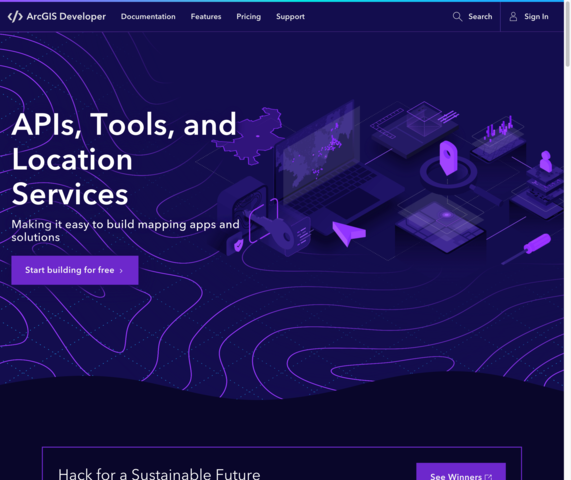 </> ArcGIS Developer Documentation Features Pricing Support Search Sign In
APIs, Tools, and
Location
Services
Making it easy to build mapping apps and
solutions
Start building for free ›
Hack for a Sustainable Future
See Winners